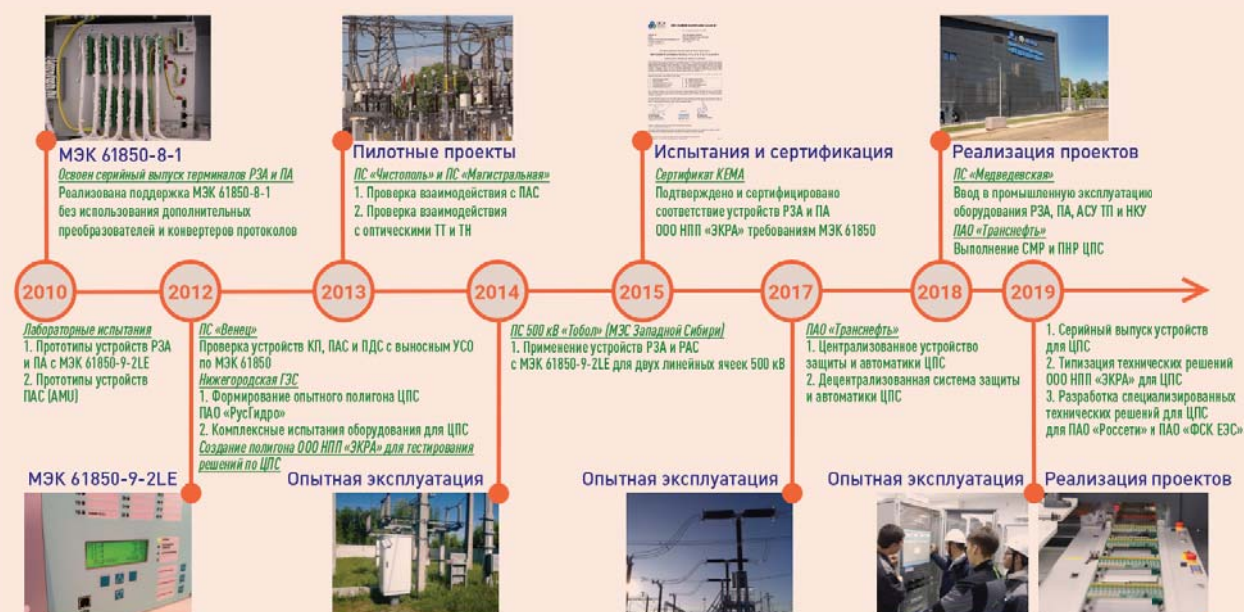 МЭК 61850-8-1
Освоен серийный выпуск терминалов РЗА и ПА
Реализована поддержка МЭК 61850-8-1
без использования дополнительных
преобразователей и конвертеров протоколов
Пилотные проекты
ПС «Чистополь» и ПС «Магистральная»
1. Проверка взаимодействия с ПАС
2. Проверка взаимодействия
с оптическими ТТ и ТН
Испытания и сертификация
Сертификат КЕМА
Подтверждено и сертифицировано
соответствие устройств РЗА и ПА
ООО НПП «ЭКРА» требованиям МЭК 61850
Реализация проектов
ПС «Медведевская»
Ввод в промышленную эксплуатацию
оборудования РЗА, ПА, АСУ ТП и НКУ
ПАО «Транснефть»
Выполнение СМР и ПНР ЦПС
2010
2012
2013
2014
2015
2017
2018
2019
Лабораторные испытания
1. Прототипы устройств РЗА
и ПА с МЭК 61850-9-2LE
2. Прототипы устройств
ПАС (AMU)
ПС «Венец»
Проверка устройств КП, ПАС и ПДС с выносным УСО
по МЭК 61850
Нижегородская ГЭС
1. Формирование опытного полигона ЦПС
ПАО «РусГидро»
2. Комплексные испытания оборудования для ЦПС
Создание полигона ООО НПП «ЭКРА» для тестирования
решений по ЦПС
ПС 500 кВ «Тобол» (МЭС Западной Сибири)
1. Применение устройств РЗА и РАС
с МЭК 61850-9-2LE для двух линейных ячеек 500 кВ
ПАО «Транснефть»
1. Централизованное устройство
защиты и автоматики ЦПС
2. Децентрализованная система защиты
и автоматики ЦПС
1. Серийный выпуск устройств
для ЦПС
2. Типизация технических решений
ООО НПП «ЭКРА» для ЦПС
3. Разработка специализированных
технических решений для ЦПС
для ПАО «Россети» и ПАО «ФСК ЕЭС»
МЭК 61850-9-2LE
Опытная эксплуатация
Опытная эксплуатация
Опытная эксплуатация
Реализация проектов